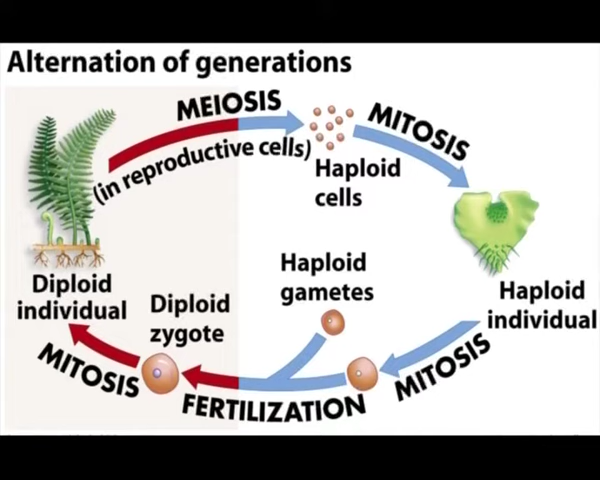 Alternation of generations
MEIOSIS
(in reproductive cells)
MITOSIS
Haploid
cells
Haploid
individual
Haploid
gametes
MITOSIS
FERTILIZATION
Diploid
zygote
MITOSIS
Diploid
individual